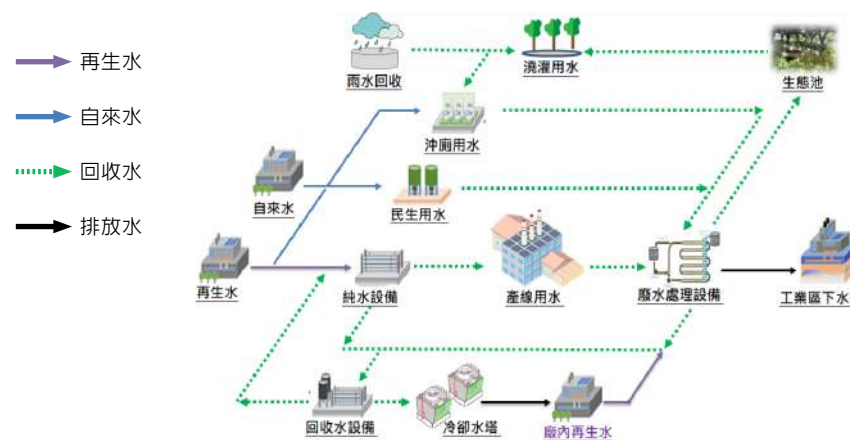 再生水
自來水
回收水
排放水
雨水回收
澆灌用水
生態池
沖廁用水
自來水
民生用水
再生水
純水設備
產線用水
廢水處理設備
工業區下水
回收水設備
冷卻水塔
廠內再生水